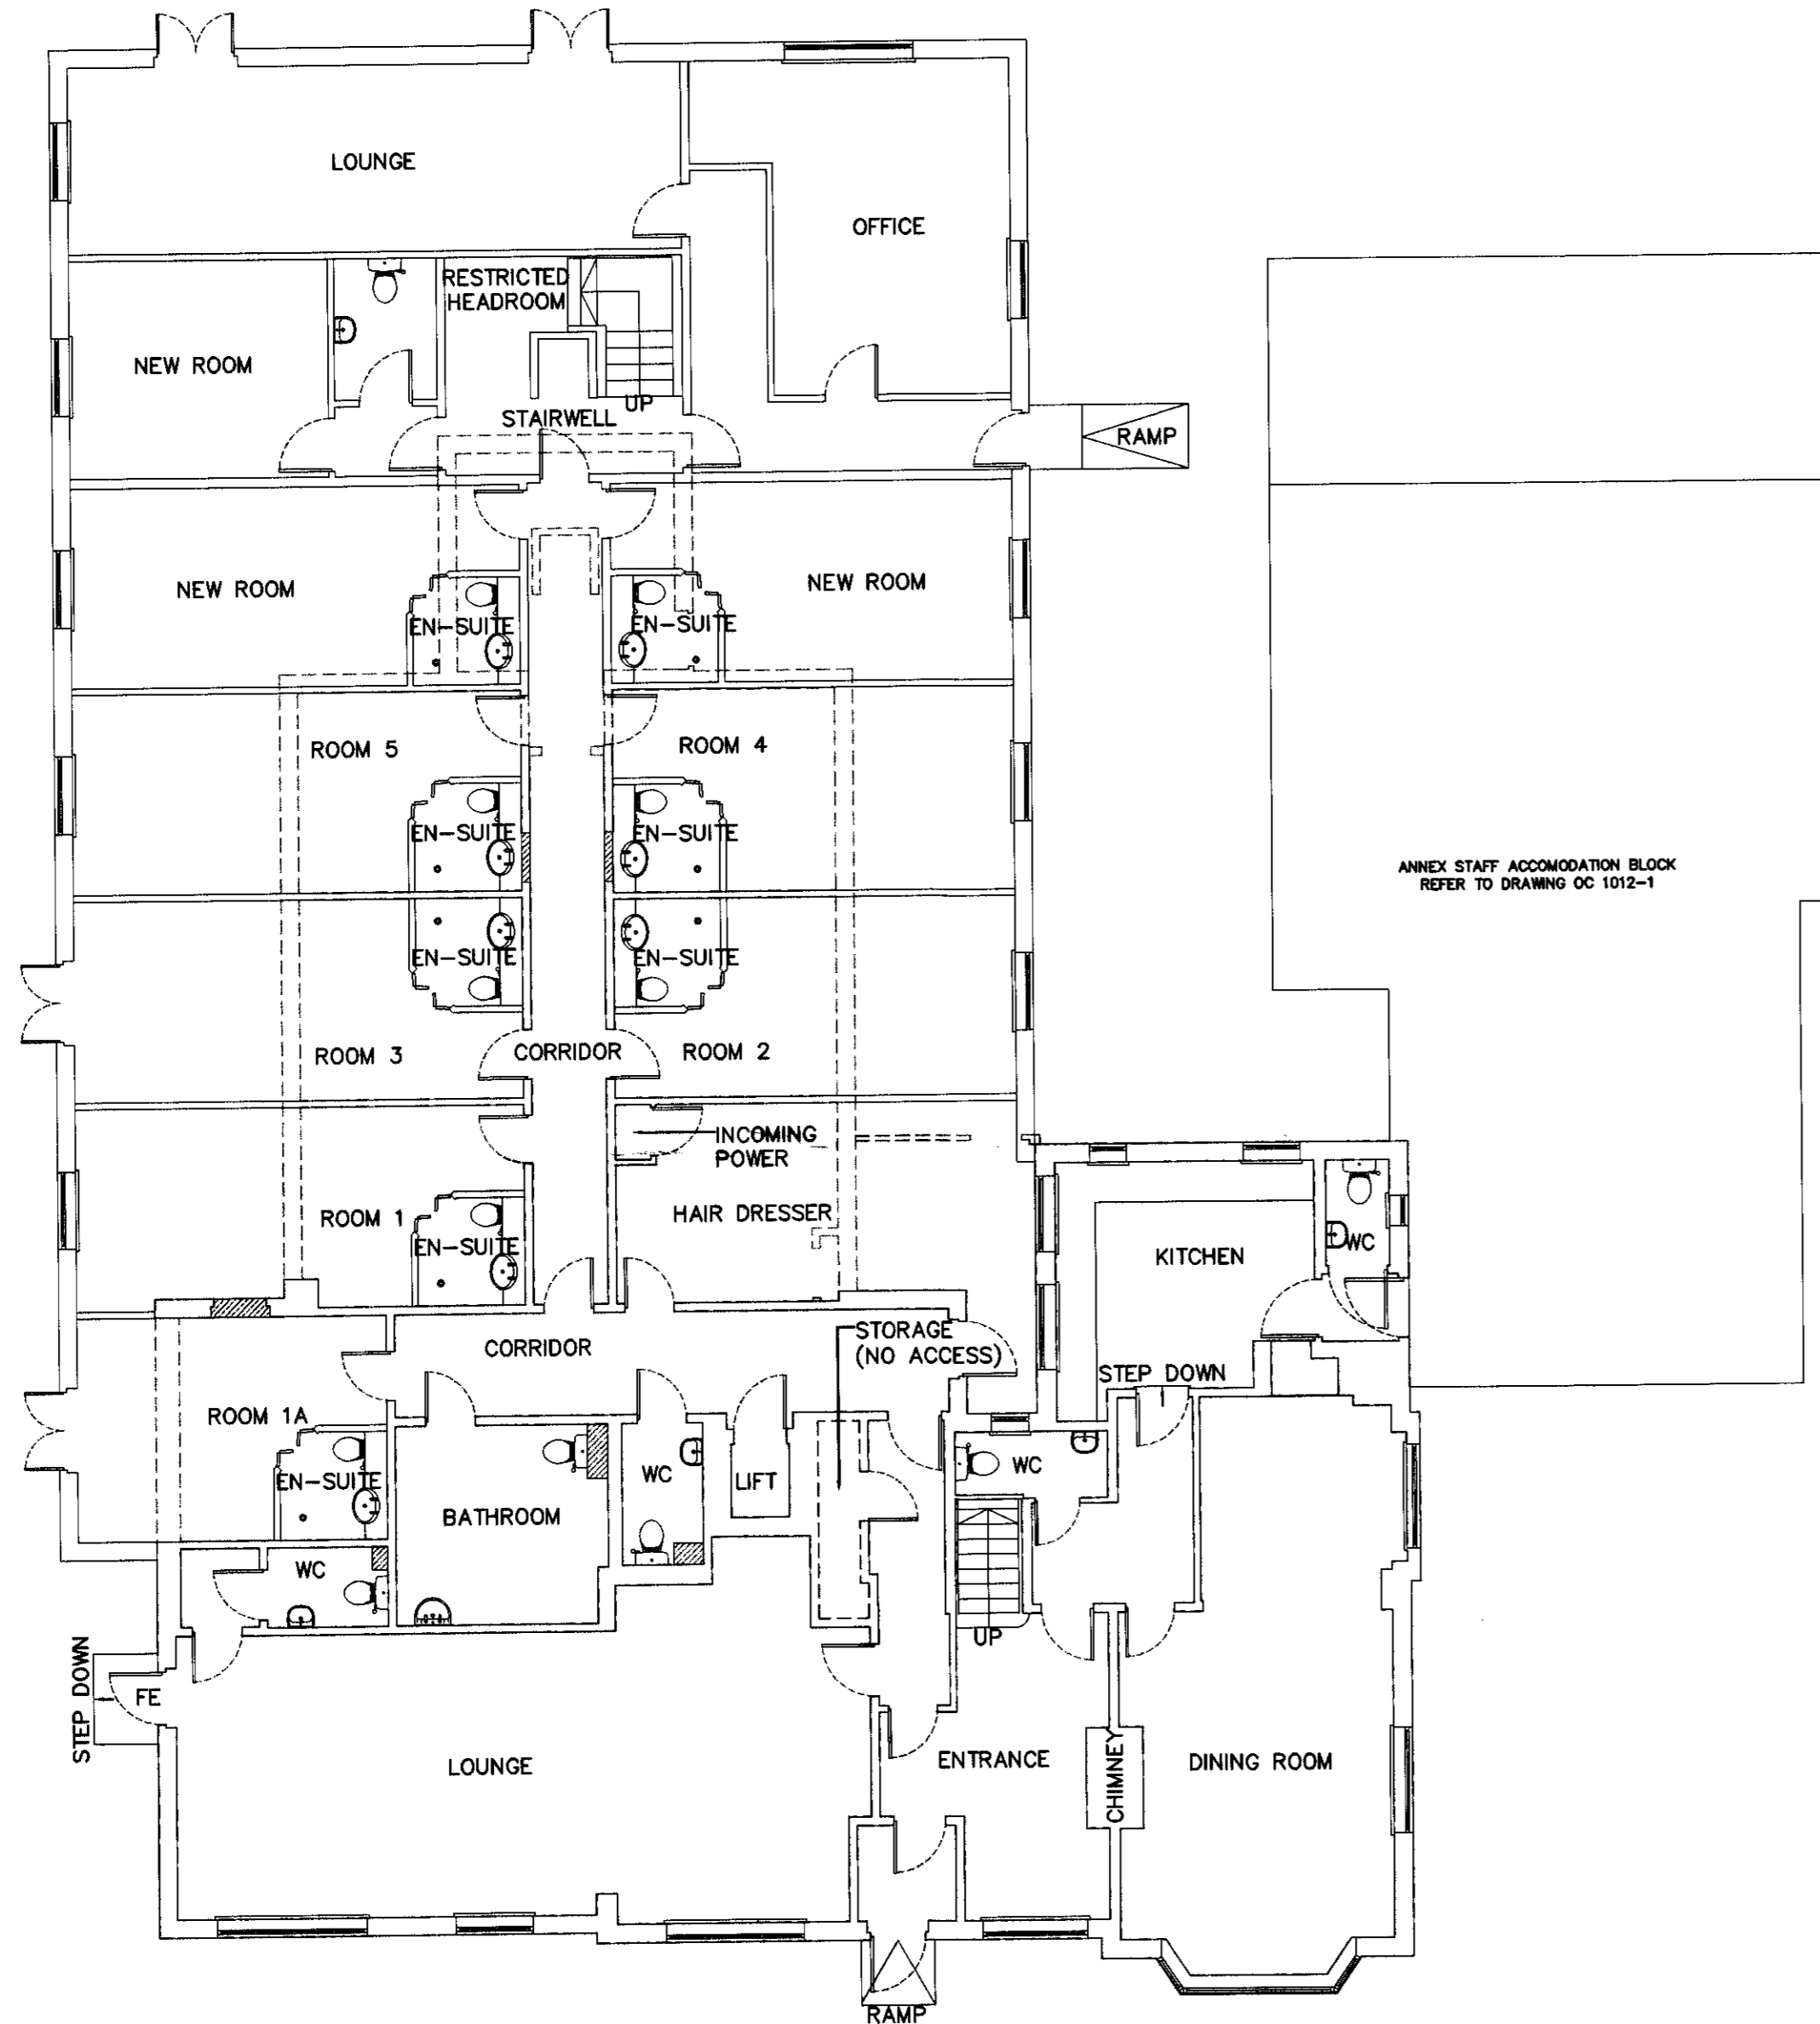 LOUNGE
OFFICE
RESTRICTED
HEADROOM
NEW ROOM
UP
STAIRWELL
RAMP
NEW ROOM
NEW ROOM
EN-SUITE
EN-SUITE
ROOM 5
ROOM 4
EN-SUITE
EN-SUITE
ANNEX STAFF ACCOMODATION BLOCK
REFER TO DRAWING OC 1012-1
EN-SUITE
EN-SUITE
ROOM 3
CORRIDOR
ROOM 2
INCOMING
POWER
ROOM 1
HAIR DRESSER
EN-SUITE
KITCHEN
WC
CORRIDOR
STORAGE
(NO ACCESS)
STEP DOWN
ROOM 1A
EN-SUITE
BATHROOM
WC
LIFT
WC
WC
UP
STEP DOWN
FE
LOUNGE
ENTRANCE
CHIMNEY
DINING ROOM
RAMP